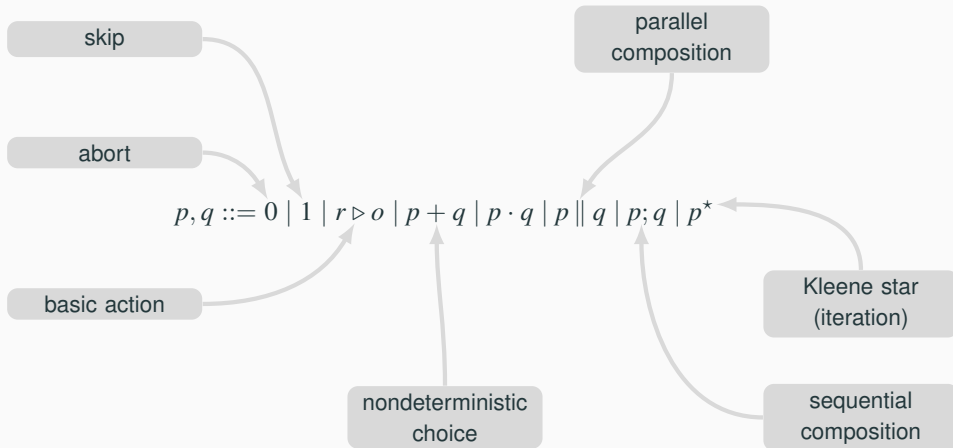 skip
parallel
composition
abort
p, q ::= 0 | 1 | r ▹ o | p + q | p · q | p ∥ q | p; q | p⋆
basic action
Kleene star
(iteration)
nondeterministic
choice
sequential
composition